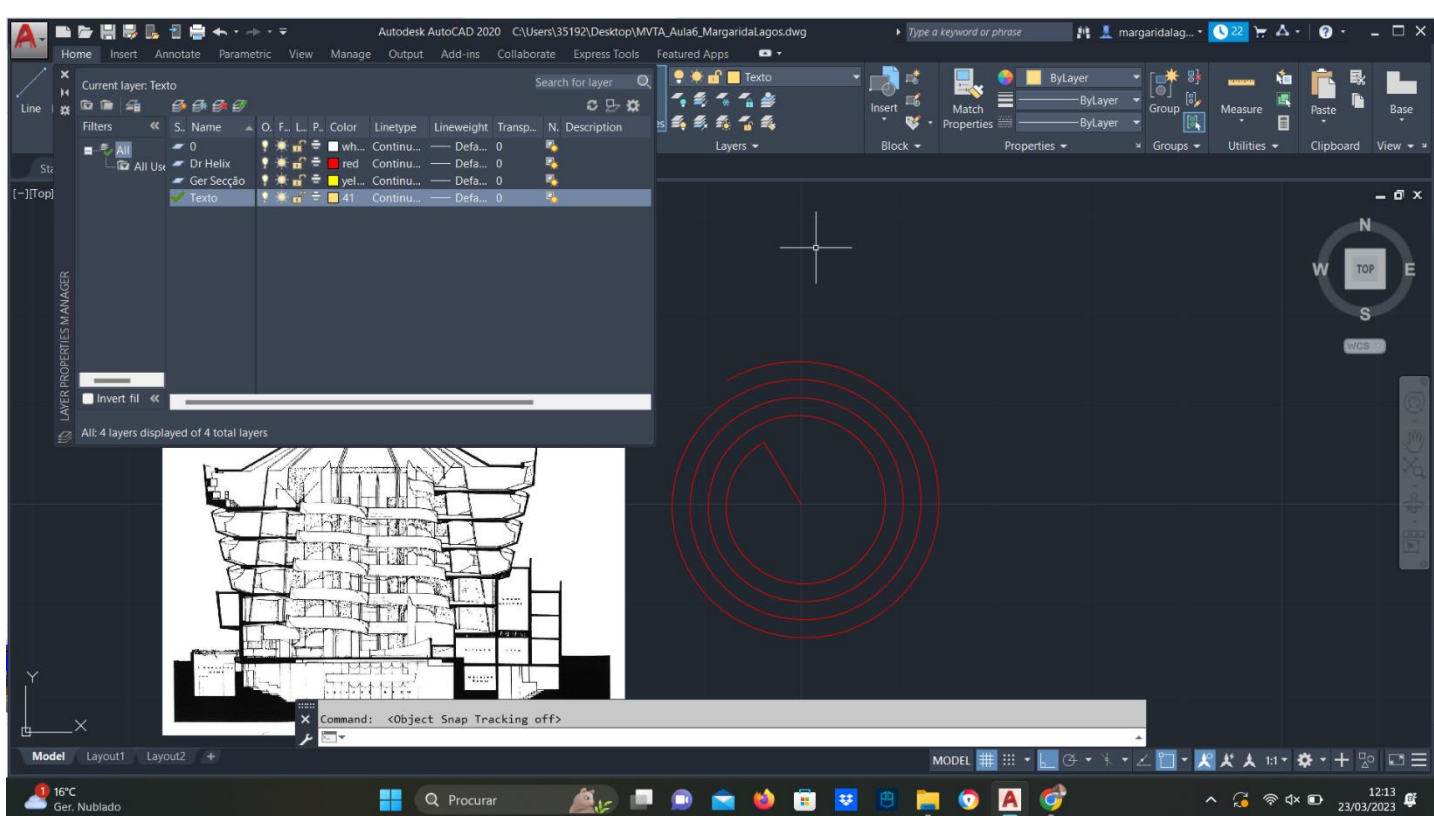 Autodesk AutoCAD 2020 C:\Users\35192\Desktop\MVTA_Aula6_MargaridaLagos.dwg
Type a keyword or phrase
margaridalag...
22
Home Insert Annotate Parametric View Manage Output Add-ins Collaborate Express Tools Featured Apps
Line
Current layer: Texto
Search for layer
Filters
S.. Name O. F... L... P... Color Linetype Lineweight Transp... N. Description
All
All Use
0 wh... Continu... Defa... 0
Dr Helix red Continu... Defa... 0
Ger Secção yel... Continu... Defa... 0
Texto 41 Continu... Defa... 0
Invert fil
All: 4 layers displayed of 4 total layers
LAYER PROPERTIES MANAGER
Texto
Layers
Insert
Block
Match
Properties
ByLayer
ByLayer
ByLayer
Properties
Group
Groups
Measure
Utilities
Paste
Clipboard
Base
View
Sta
[−][Top]
N
W TOP E
S
WCS
Y
X
Command: <Object Snap Tracking off>
Model Layout1 Layout2 +
MODEL
1:1
1
16°C
Ger. Nublado
Procurar
12:13
23/03/2023